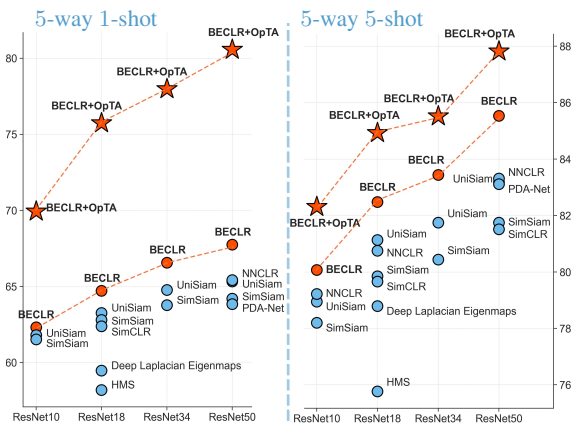 5-way 1-shot
80
75
70
65
60
BECLR+OpTA
BECLR+OpTA
BECLR+OpTA
BECLR+OpTA
BECLR
BECLR
BECLR
BECLR
UniSiam
SimSiam
UniSiam
SimSiam
SimCLR
Deep Laplacian Eigenmaps
HMS
UniSiam
SimSiam
NNCLR
UniSiam
SimSiam
PDA-Net
ResNet10 ResNet18 ResNet34 ResNet50
5-way 5-shot
88
86
84
82
80
78
76
BECLR+OpTA
BECLR+OpTA
BECLR+OpTA
BECLR+OpTA
BECLR
BECLR
BECLR
BECLR
NNCLR
UniSiam
SimSiam
UniSiam
NNCLR
SimSiam
SimCLR
Deep Laplacian Eigenmaps
HMS
UniSiam
SimSiam
UniSiam
NNCLR
PDA-Net
SimSiam
SimCLR
ResNet10 ResNet18 ResNet34 ResNet50